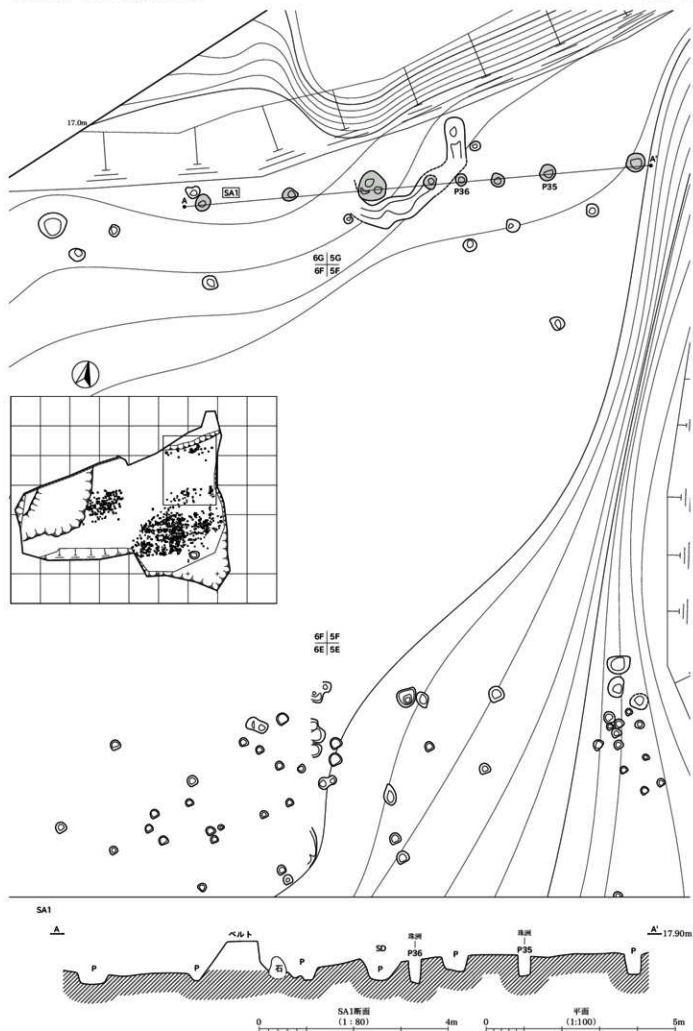 17.0m
A'
P36
P35
A
SA1
6G 5G
6F 5F
6F 5F
6E 5E
SA1
A
ベルト
珠洲
珠洲
A' 17.90m
SD
P36
P35
P
P
石
P
P
P
P
SA1断面
(1：80)
0
4m
平面
(1:100)
0
5m